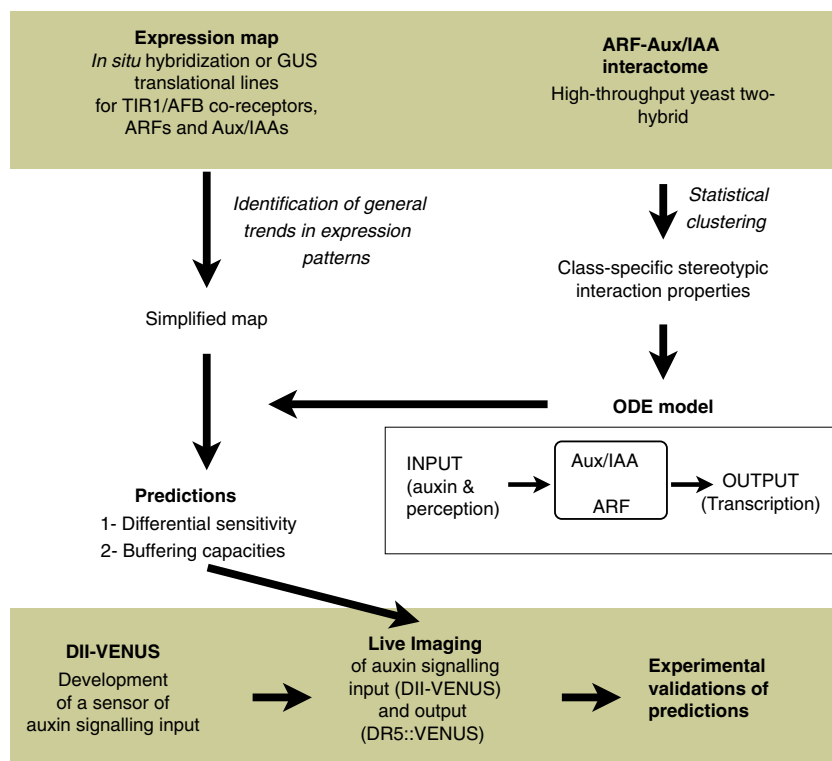 Expression map
In situ hybridization or GUS
translational lines
for TIR1/AFB co-receptors,
ARFs and Aux/IAAs
ARF-Aux/IAA
interactome
High-throughput yeast two-
hybrid
Identification of general
trends in expression
patterns
Statistical
clustering
Simplified map
Class-specific stereotypic
interaction properties
ODE model
INPUT
(auxin &
perception)
Aux/IAA
ARF
OUTPUT
(Transcription)
Predictions
1- Differential sensitivity
2- Buffering capacities
DII-VENUS
Development
of a sensor of
auxin signalling input
Live Imaging
of auxin signalling
input (DII-VENUS)
and output
(DR5::VENUS)
Experimental
validations of
predictions